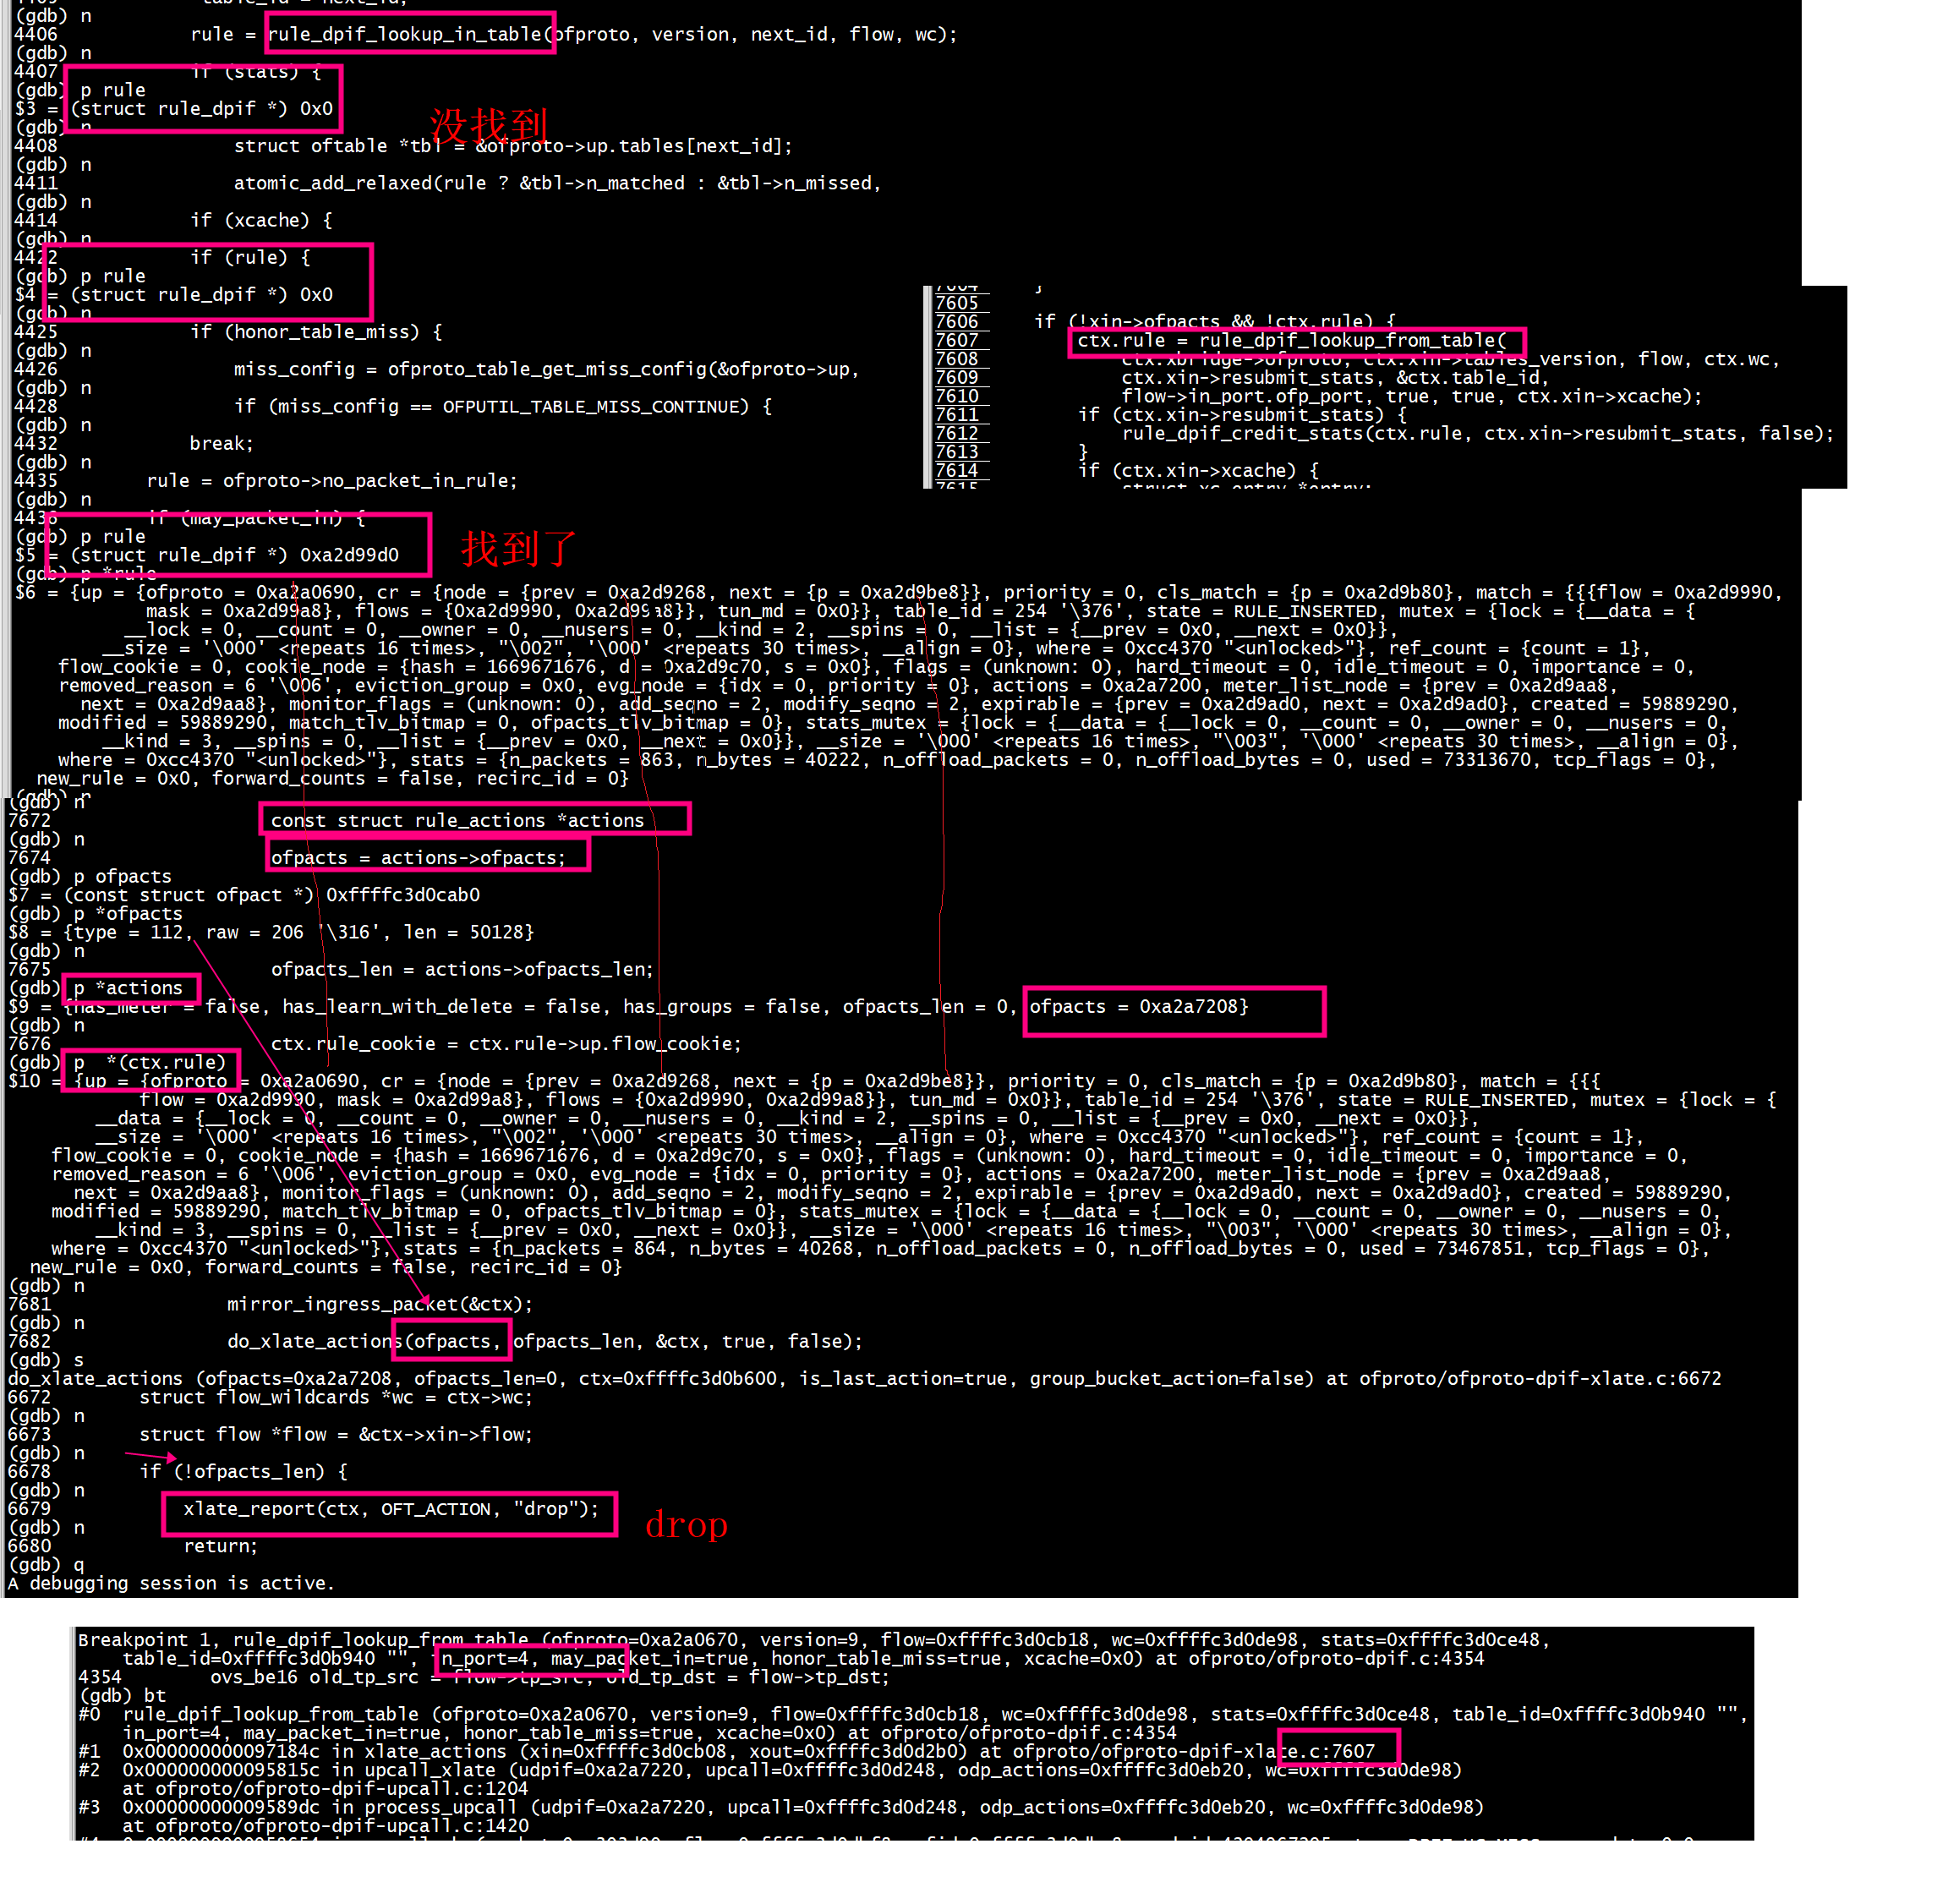 (gdb) n
4406            rule = rule_dpif_lookup_in_table(ofproto, version, next_id, flow, wc);
(gdb) n
4407            if (stats) {
(gdb) p rule
$3 = (struct rule_dpif *) 0x0
没找到
(gdb) n
4408                struct oftable *tbl = &ofproto->up.tables[next_id];
(gdb) n
4411                atomic_add_relaxed(rule ? &tbl->n_matched : &tbl->n_missed,
(gdb) n
4414            if (xcache) {
(gdb) n
4422            if (rule) {
(gdb) p rule
$4 = (struct rule_dpif *) 0x0
(gdb) n
4425            if (honor_table_miss) {
(gdb) n
4426                miss_config = ofproto_table_get_miss_config(&ofproto->up,
(gdb) n
4428                if (miss_config == OFPUTIL_TABLE_MISS_CONTINUE) {
(gdb) n
4432            break;
(gdb) n
4435        rule = ofproto->no_packet_in_rule;
(gdb) n
4436        if (may_packet_in) {
(gdb) p rule
$5 = (struct rule_dpif *) 0xa2d99d0
找到了
(gdb) p *rule
7604    }
7605
7606    if (!xin->ofpacts && !ctx.rule) {
7607        ctx.rule = rule_dpif_lookup_from_table(
7608            ctx.xbridge->ofproto, ctx.xin->tables_version, flow, ctx.wc,
7609            ctx.xin->resubmit_stats, &ctx.table_id,
7610            flow->in_port.ofp_port, true, true, ctx.xin->xcache);
7611        if (ctx.xin->resubmit_stats) {
7612            rule_dpif_credit_stats(ctx.rule, ctx.xin->resubmit_stats, false);
7613        }
7614        if (ctx.xin->xcache) {
7615            struct xc_entry *entry;
$6 = {up = {ofproto = 0xa2a0690, cr = {node = {prev = 0xa2d9268, next = {p = 0xa2d9be8}}, priority = 0, cls_match = {p = 0xa2d9b80}, match = {{{flow = 0xa2d9990,
mask = 0xa2d99a8}, flows = {0xa2d9990, 0xa2d99a8}}, tun_md = 0x0}}, table_id = 254 '\376', state = RULE_INSERTED, mutex = {lock = {__data = {
__lock = 0, __count = 0, __owner = 0, __nusers = 0, __kind = 2, __spins = 0, __list = {__prev = 0x0, __next = 0x0}},
__size = '\000' <repeats 16 times>, "\002", '\000' <repeats 30 times>, __align = 0}, where = 0xcc4370 "<unlocked>"}, ref_count = {count = 1},
flow_cookie = 0, cookie_node = {hash = 1669671676, d = 0xa2d9c70, s = 0x0}, flags = (unknown: 0), hard_timeout = 0, idle_timeout = 0, importance = 0,
removed_reason = 6 '\006', eviction_group = 0x0, evg_node = {idx = 0, priority = 0}, actions = 0xa2a7200, meter_list_node = {prev = 0xa2d9aa8,
next = 0xa2d9aa8}, monitor_flags = (unknown: 0), add_seqno = 2, modify_seqno = 2, expirable = {prev = 0xa2d9ad0, next = 0xa2d9ad0}, created = 59889290,
modified = 59889290, match_tlv_bitmap = 0, ofpacts_tlv_bitmap = 0}, stats_mutex = {lock = {__data = {__lock = 0, __count = 0, __owner = 0, __nusers = 0,
__kind = 3, __spins = 0, __list = {__prev = 0x0, __next = 0x0}}, __size = '\000' <repeats 16 times>, "\003", '\000' <repeats 30 times>, __align = 0},
where = 0xcc4370 "<unlocked>"}, stats = {n_packets = 863, n_bytes = 40222, n_offload_packets = 0, n_offload_bytes = 0, used = 73313670, tcp_flags = 0},
new_rule = 0x0, forward_counts = false, recirc_id = 0}
(gdb) n
7672                const struct rule_actions *actions
(gdb) n
7674                ofpacts = actions->ofpacts;
(gdb) p ofpacts
$7 = (const struct ofpact *) 0xffffc3d0cab0
(gdb) p *ofpacts
$8 = {type = 112, raw = 206 '\316', len = 50128}
(gdb) n
7675                ofpacts_len = actions->ofpacts_len;
(gdb) p *actions
$9 = {has_meter = false, has_learn_with_delete = false, has_groups = false, ofpacts_len = 0, ofpacts = 0xa2a7208}
(gdb) n
7676                ctx.rule_cookie = ctx.rule->up.flow_cookie;
(gdb) p  *(ctx.rule)
$10 = {up = {ofproto = 0xa2a0690, cr = {node = {prev = 0xa2d9268, next = {p = 0xa2d9be8}}, priority = 0, cls_match = {p = 0xa2d9b80}, match = {{{
flow = 0xa2d9990, mask = 0xa2d99a8}, flows = {0xa2d9990, 0xa2d99a8}}, tun_md = 0x0}}, table_id = 254 '\376', state = RULE_INSERTED, mutex = {lock = {
__data = {__lock = 0, __count = 0, __owner = 0, __nusers = 0, __kind = 2, __spins = 0, __list = {__prev = 0x0, __next = 0x0}},
__size = '\000' <repeats 16 times>, "\002", '\000' <repeats 30 times>, __align = 0}, where = 0xcc4370 "<unlocked>"}, ref_count = {count = 1},
flow_cookie = 0, cookie_node = {hash = 1669671676, d = 0xa2d9c70, s = 0x0}, flags = (unknown: 0), hard_timeout = 0, idle_timeout = 0, importance = 0,
removed_reason = 6 '\006', eviction_group = 0x0, evg_node = {idx = 0, priority = 0}, actions = 0xa2a7200, meter_list_node = {prev = 0xa2d9aa8,
next = 0xa2d9aa8}, monitor_flags = (unknown: 0), add_seqno = 2, modify_seqno = 2, expirable = {prev = 0xa2d9ad0, next = 0xa2d9ad0}, created = 59889290,
modified = 59889290, match_tlv_bitmap = 0, ofpacts_tlv_bitmap = 0}, stats_mutex = {lock = {__data = {__lock = 0, __count = 0, __owner = 0, __nusers = 0,
__kind = 3, __spins = 0, __list = {__prev = 0x0, __next = 0x0}}, __size = '\000' <repeats 16 times>, "\003", '\000' <repeats 30 times>, __align = 0},
where = 0xcc4370 "<unlocked>"}, stats = {n_packets = 864, n_bytes = 40268, n_offload_packets = 0, n_offload_bytes = 0, used = 73467851, tcp_flags = 0},
new_rule = 0x0, forward_counts = false, recirc_id = 0}
(gdb) n
7681            mirror_ingress_packet(&ctx);
(gdb) n
7682            do_xlate_actions(ofpacts, ofpacts_len, &ctx, true, false);
(gdb) s
do_xlate_actions (ofpacts=0xa2a7208, ofpacts_len=0, ctx=0xffffc3d0b600, is_last_action=true, group_bucket_action=false) at ofproto/ofproto-dpif-xlate.c:6672
6672        struct flow_wildcards *wc = ctx->wc;
(gdb) n
6673        struct flow *flow = &ctx->xin->flow;
(gdb) n
6678        if (!ofpacts_len) {
(gdb) n
6679            xlate_report(ctx, OFT_ACTION, "drop");
drop
(gdb) n
6680            return;
(gdb) q
A debugging session is active.
Breakpoint 1, rule_dpif_lookup_from_table (ofproto=0xa2a0670, version=9, flow=0xffffc3d0cb18, wc=0xffffc3d0de98, stats=0xffffc3d0ce48,
table_id=0xffffc3d0b940 "", in_port=4, may_packet_in=true, honor_table_miss=true, xcache=0x0) at ofproto/ofproto-dpif.c:4354
4354        ovs_be16 old_tp_src = flow->tp_src, old_tp_dst = flow->tp_dst;
(gdb) bt
#0  rule_dpif_lookup_from_table (ofproto=0xa2a0670, version=9, flow=0xffffc3d0cb18, wc=0xffffc3d0de98, stats=0xffffc3d0ce48, table_id=0xffffc3d0b940 "",
in_port=4, may_packet_in=true, honor_table_miss=true, xcache=0x0) at ofproto/ofproto-dpif.c:4354
#1  0x000000000097184c in xlate_actions (xin=0xffffc3d0cb08, xout=0xffffc3d0d2b0) at ofproto/ofproto-dpif-xlate.c:7607
#2  0x000000000095815c in upcall_xlate (udpif=0xa2a7220, upcall=0xffffc3d0d248, odp_actions=0xffffc3d0eb20, wc=0xffffc3d0de98)
at ofproto/ofproto-dpif-upcall.c:1204
#3  0x00000000009589dc in process_upcall (udpif=0xa2a7220, upcall=0xffffc3d0d248, odp_actions=0xffffc3d0eb20, wc=0xffffc3d0de98)
at ofproto/ofproto-dpif-upcall.c:1420